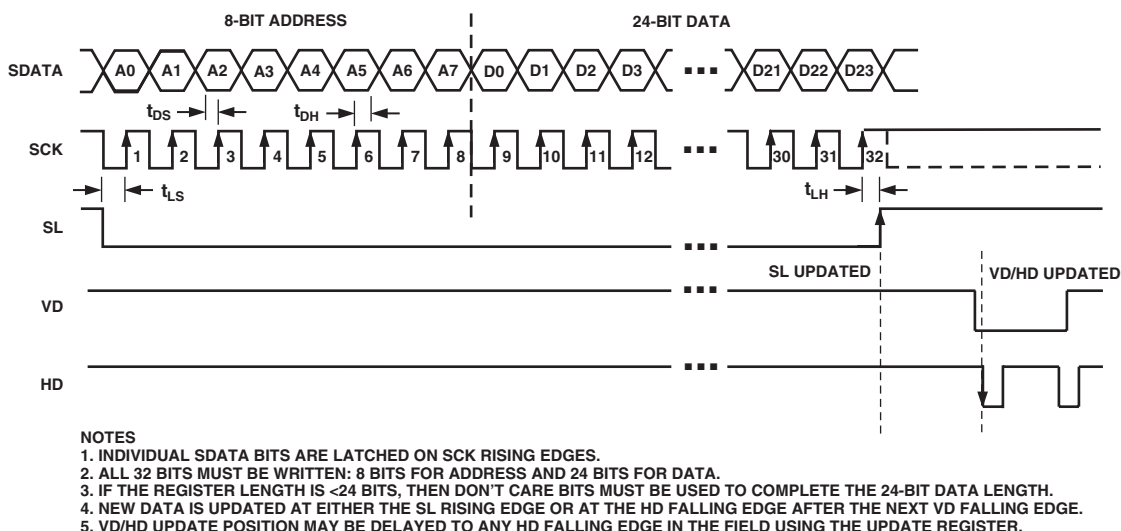 8-BIT ADDRESS 24-BIT DATA
SDATA A0 A1 A2 A3 A4 A5 A6 A7 D0 D1 D2 D3 D21 D22 D23
tDS tDH
SCK 1 2 3 4 5 6 7 8 9 10 11 12 30 31 32
tLS tLH
SL
SL UPDATED VD/HD UPDATED
VD
HD
NOTES
1. INDIVIDUAL SDATA BITS ARE LATCHED ON SCK RISING EDGES.
2. ALL 32 BITS MUST BE WRITTEN: 8 BITS FOR ADDRESS AND 24 BITS FOR DATA.
3. IF THE REGISTER LENGTH IS <24 BITS, THEN DON'T CARE BITS MUST BE USED TO COMPLETE THE 24-BIT DATA LENGTH.
4. NEW DATA IS UPDATED AT EITHER THE SL RISING EDGE OR AT THE HD FALLING EDGE AFTER THE NEXT VD FALLING EDGE.
5. VD/HD UPDATE POSITION MAY BE DELAYED TO ANY HD FALLING EDGE IN THE FIELD USING THE UPDATE REGISTER.